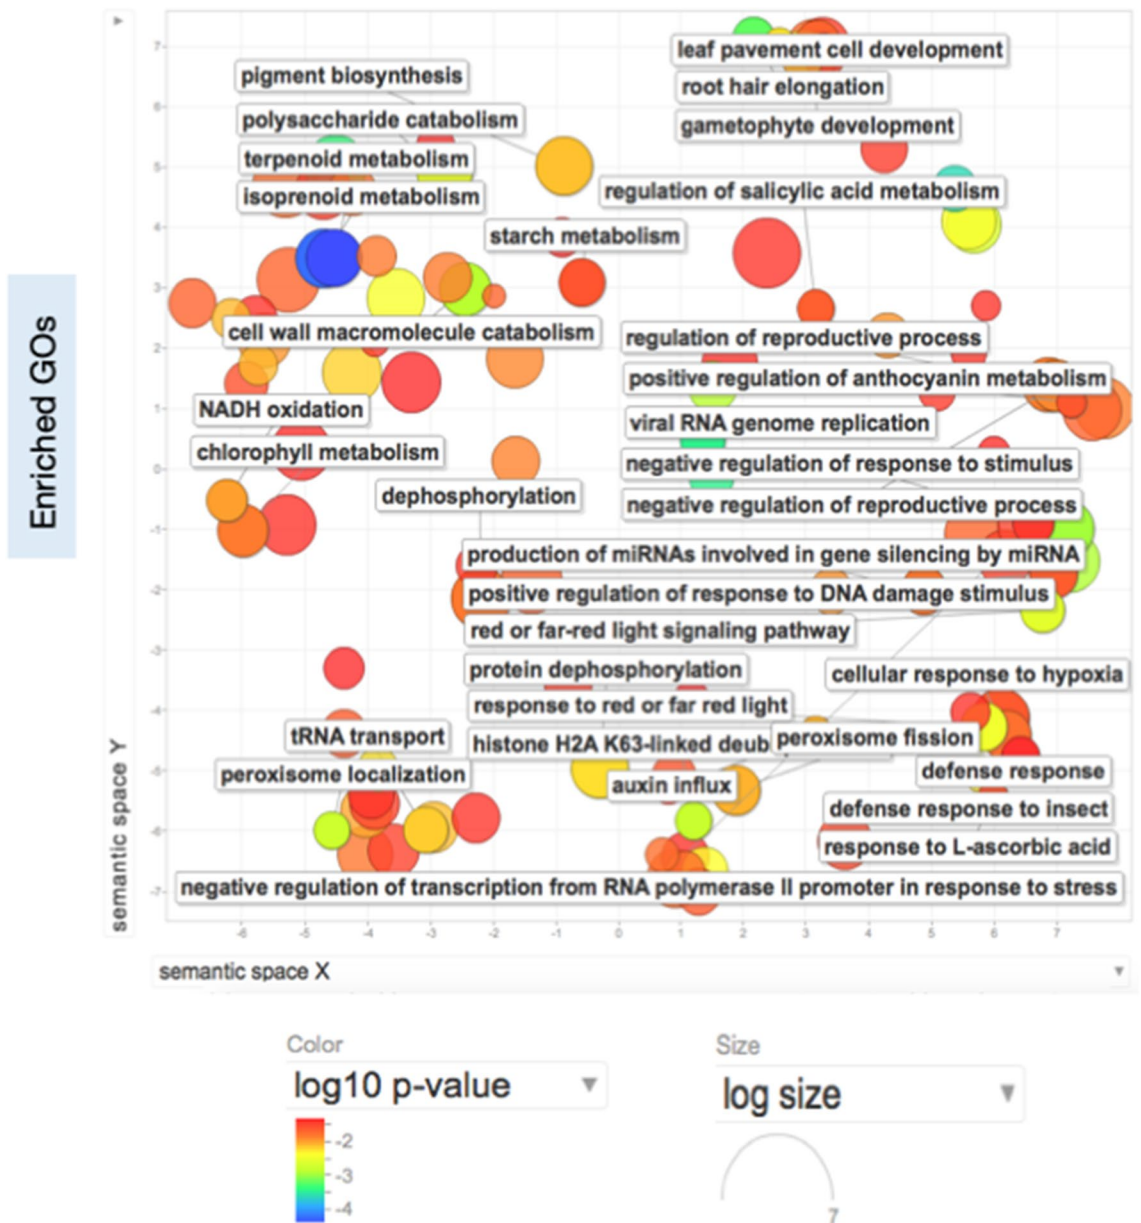 Enriched GOs
semantic space Y
7
6
5
4
3
2
1
0
-1
-2
-3
-4
-5
-6
-7
leaf pavement cell development
pigment biosynthesis
root hair elongation
polysaccharide catabolism
gametophyte development
terpenoid metabolism
isoprenoid metabolism
regulation of salicylic acid metabolism
starch metabolism
cell wall macromolecule catabolism
regulation of reproductive process
positive regulation of anthocyanin metabolism
NADH oxidation
viral RNA genome replication
chlorophyll metabolism
negative regulation of response to stimulus
dephosphorylation
negative regulation of reproductive process
production of miRNAs involved in gene silencing by miRNA
positive regulation of response to DNA damage stimulus
red or far-red light signaling pathway
protein dephosphorylation
cellular response to hypoxia
response to red or far red light
tRNA transport
histone H2A K63-linked deub
peroxisome fission
peroxisome localization
auxin influx
defense response
defense response to insect
response to L-ascorbic acid
negative regulation of transcription from RNA polymerase II promoter in response to stress
-6 -5 -4 -3 -2 -1 0 1 2 3 4 5 6 7
semantic space X
Color
log10 p-value
-2
-3
-4
Size
log size
7